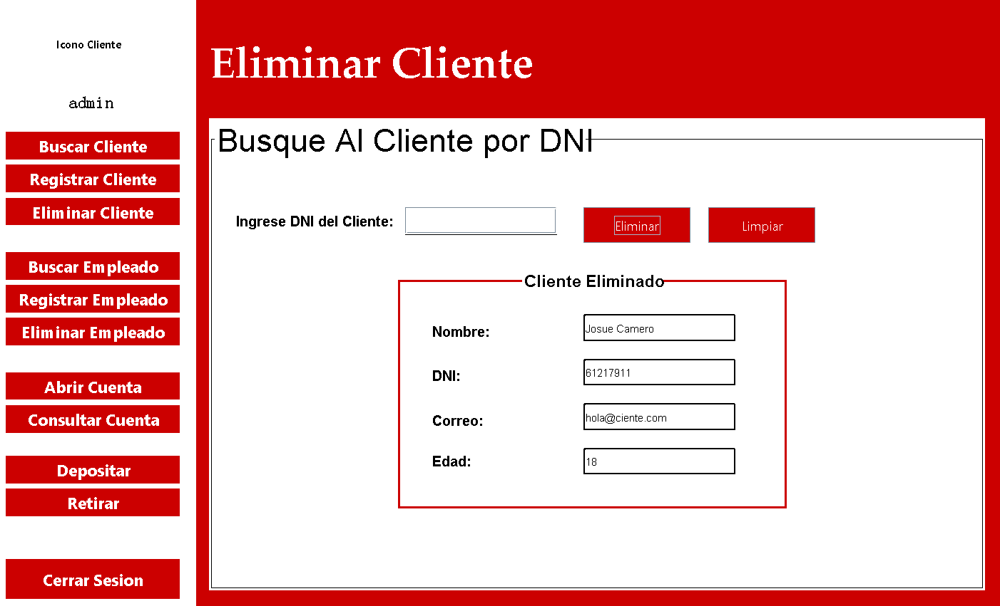 Icono Cliente
admin
Buscar Cliente
Registrar Cliente
Eliminar Cliente
Buscar Empleado
Registrar Empleado
Eliminar Empleado
Abrir Cuenta
Consultar Cuenta
Depositar
Retirar
Cerrar Sesion
Eliminar Cliente
Busque Al Cliente por DNI
Ingrese DNI del Cliente: Eliminar Limpiar
Cliente Eliminado
Nombre: Josue Camero
DNI: 61217911
Correo: hola@ciente.com
Edad: 18